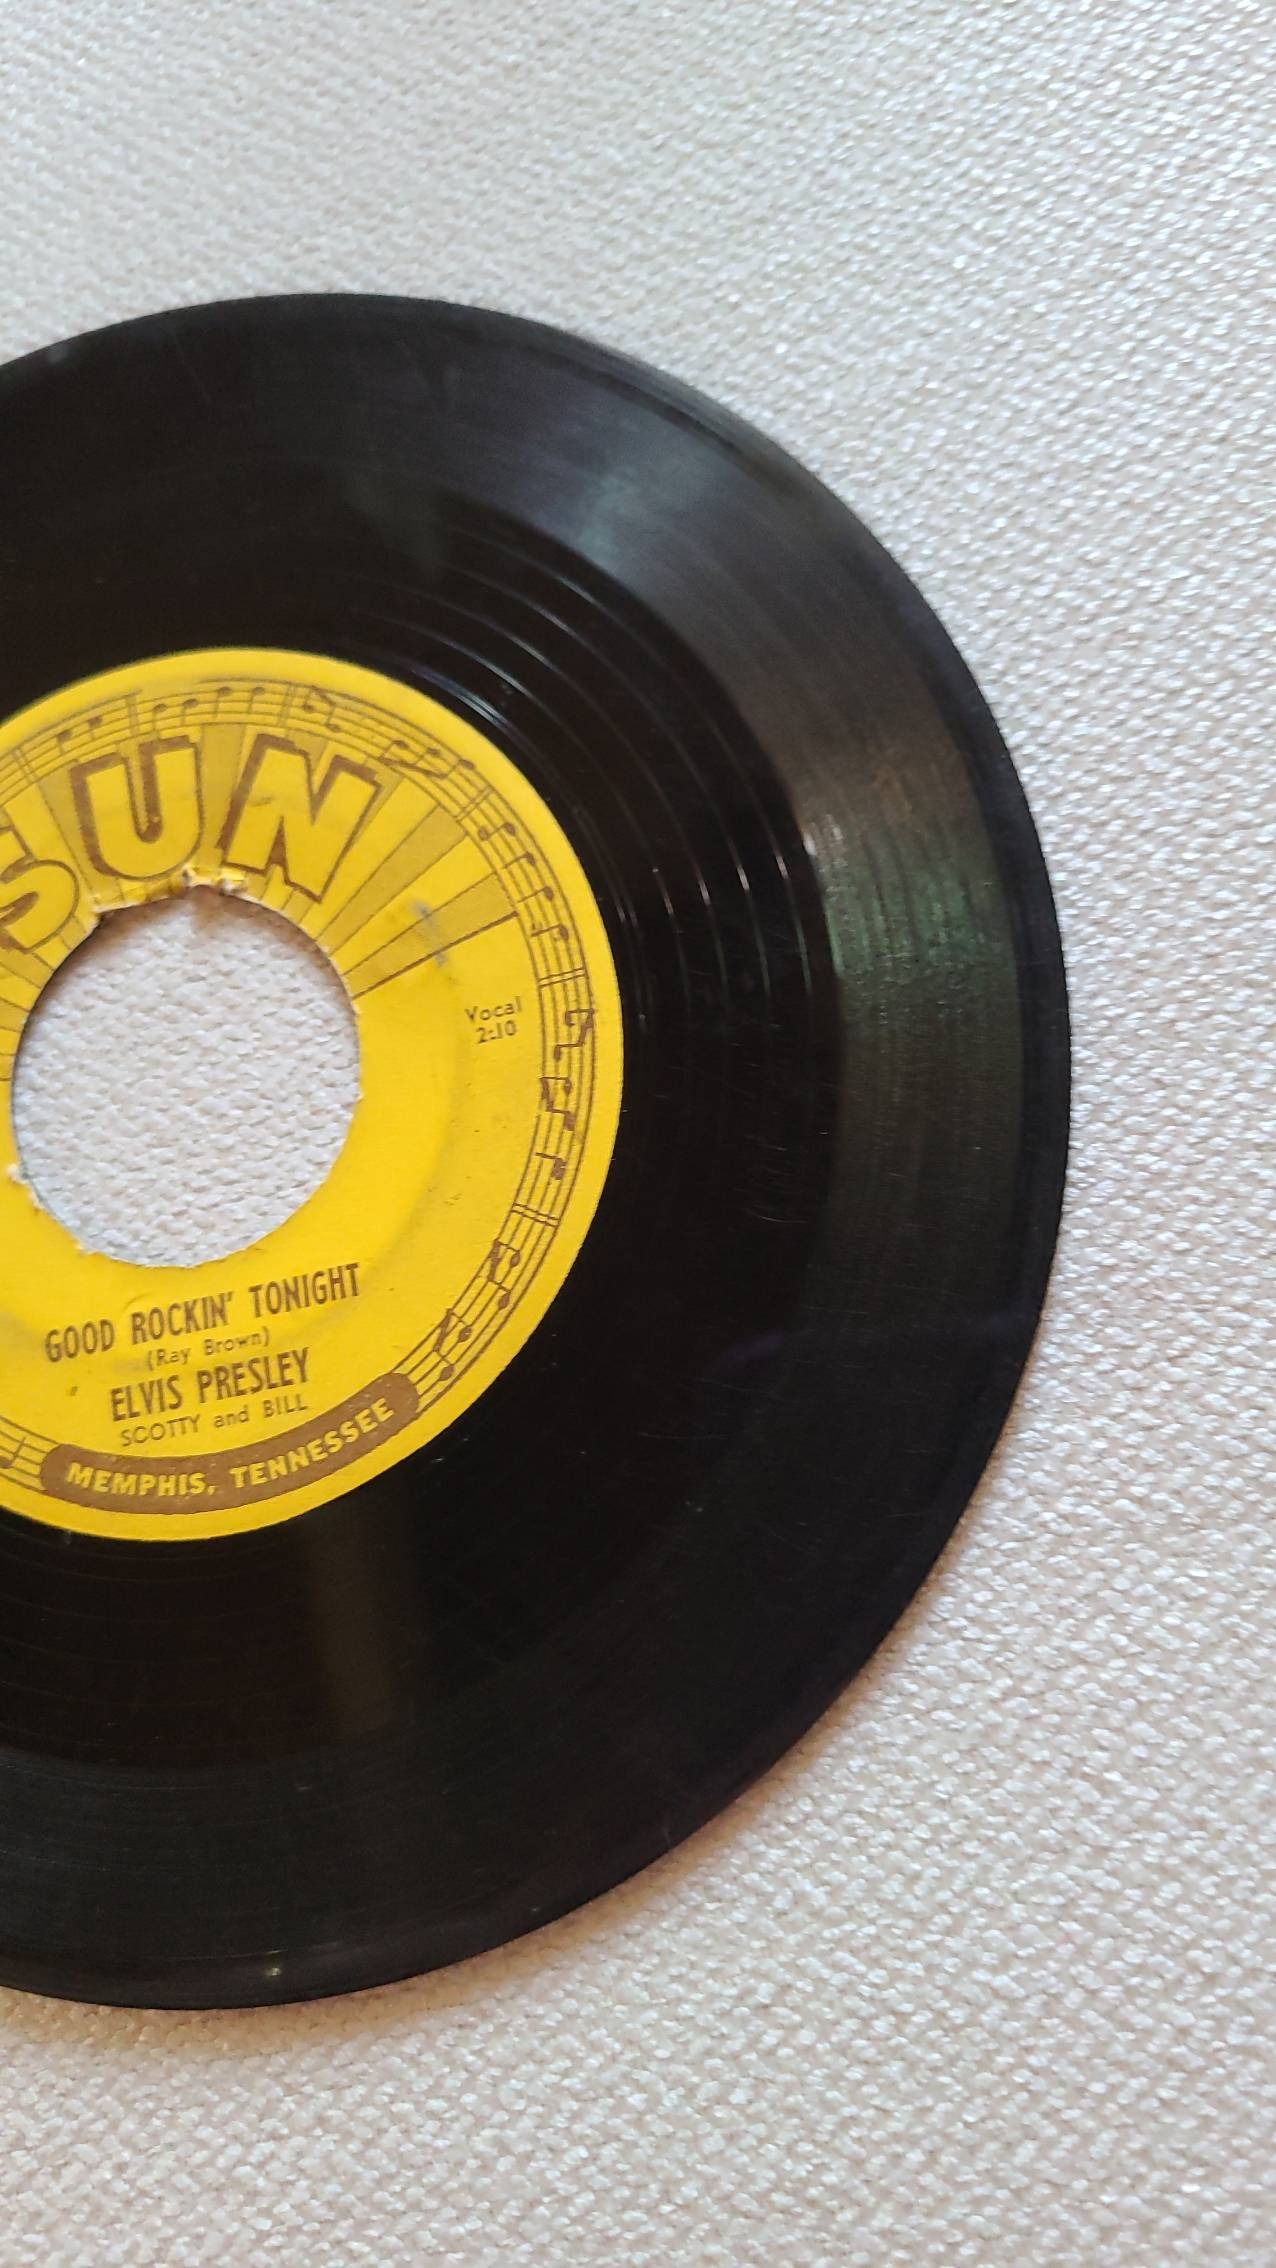 SUN
Vocal
2:10
GOOD ROCKIN' TONIGHT
(Ray Brown)
ELVIS PRESLEY
SCOTTY and BILL
MEMPHIS, TENNESSEE